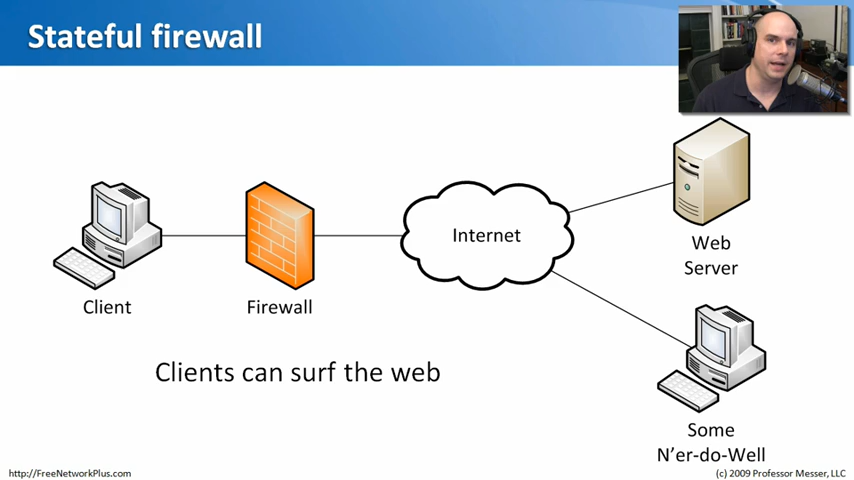 Stateful firewall
Internet
Web
Server
Client
Firewall
Clients can surf the web
Some
N'er-do-Well
http://FreeNetworkPlus.com
(c) 2009 Professor Messer, LLC